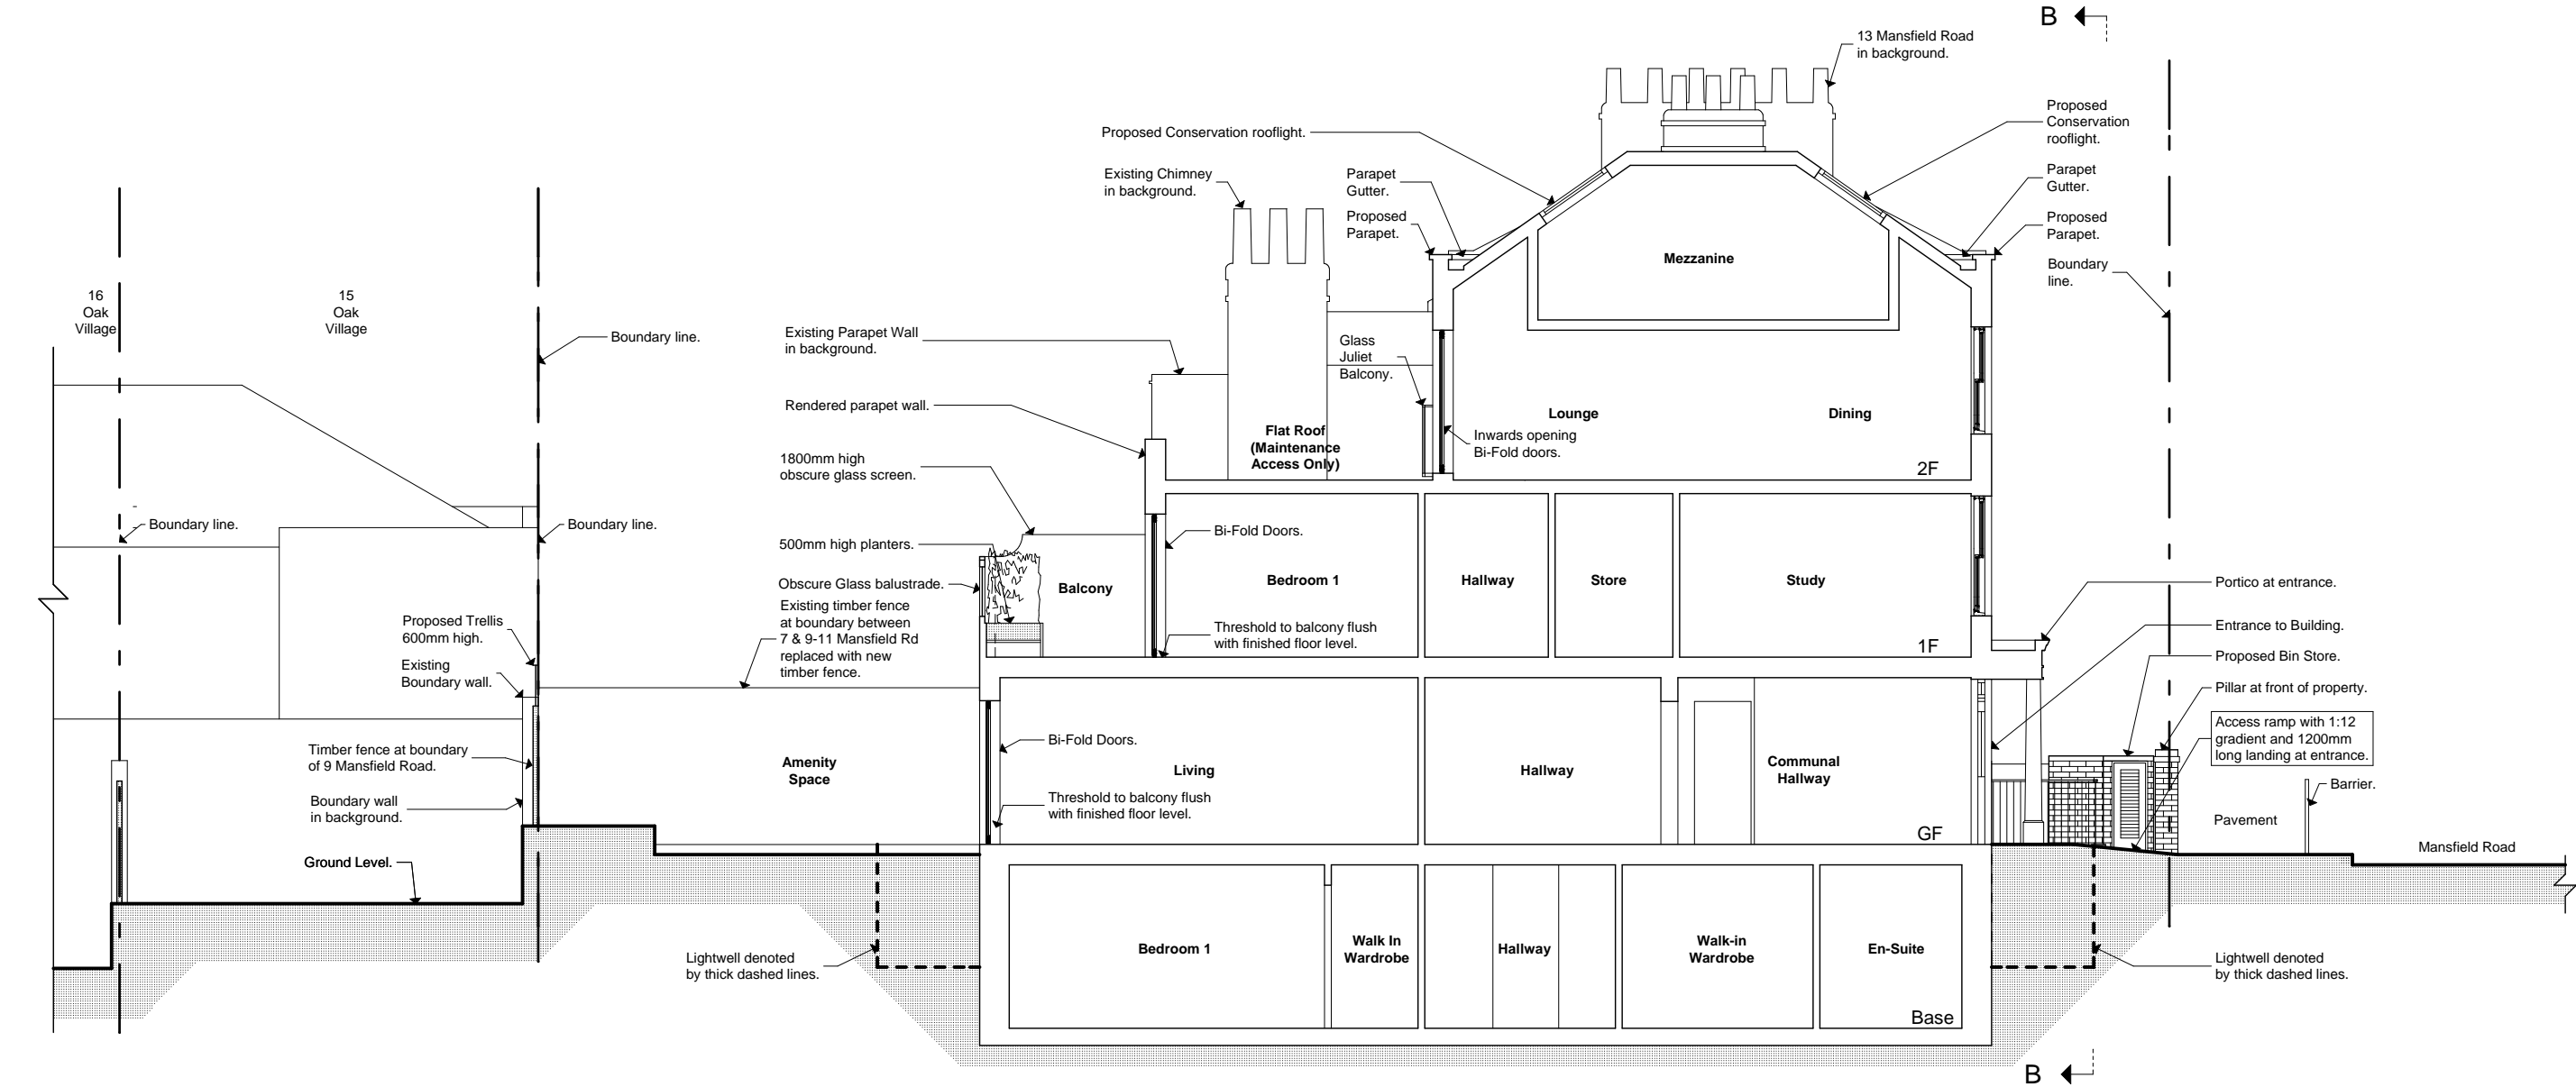 B
13 Mansfield Road
in background.
Proposed Conservation rooflight.
Proposed
Conservation
rooflight.
Existing Chimney
in background.
Parapet
Gutter.
Parapet
Gutter.
Proposed
Parapet.
Proposed
Parapet.
Mezzanine
Boundary
line.
16
Oak
Village
15
Oak
Village
Boundary line.
Existing Parapet Wall
in background.
Glass
Juliet
Balcony.
Rendered parapet wall.
Lounge
Dining
Flat Roof
(Maintenance
Access Only)
Inwards opening
Bi-Fold doors.
2F
1800mm high
obscure glass screen.
Boundary line.
Boundary line.
Bi-Fold Doors.
500mm high planters.
Obscure Glass balustrade.
Balcony
Bedroom 1
Hallway
Store
Study
Portico at entrance.
Existing timber fence
at boundary between
7 & 9-11 Mansfield Rd
replaced with new
timber fence.
Proposed Trellis
600mm high.
Threshold to balcony flush
with finished floor level.
1F
Entrance to Building.
Existing
Boundary wall.
Proposed Bin Store.
Pillar at front of property.
Access ramp with 1:12
gradient and 1200mm
long landing at entrance.
Timber fence at boundary
of 9 Mansfield Road.
Bi-Fold Doors.
Amenity
Space
Living
Hallway
Communal
Hallway
Barrier.
Boundary wall
in background.
Threshold to balcony flush
with finished floor level.
Pavement
GF
Mansfield Road
Ground Level.
Lightwell denoted
by thick dashed lines.
Bedroom 1
Walk In
Wardrobe
Hallway
Walk-in
Wardrobe
En-Suite
Lightwell denoted
by thick dashed lines.
Base
B